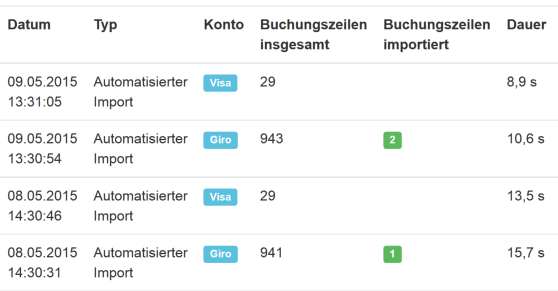 Datum Typ Konto Buchungszeilen insgesamt Buchungszeilen importiert Dauer
09.05.2015 13:31:05 Automatisierter Import Visa 29 8,9 s
09.05.2015 13:30:54 Automatisierter Import Giro 943 2 10,6 s
08.05.2015 14:30:46 Automatisierter Import Visa 29 13,5 s
08.05.2015 14:30:31 Automatisierter Import Giro 941 1 15,7 s